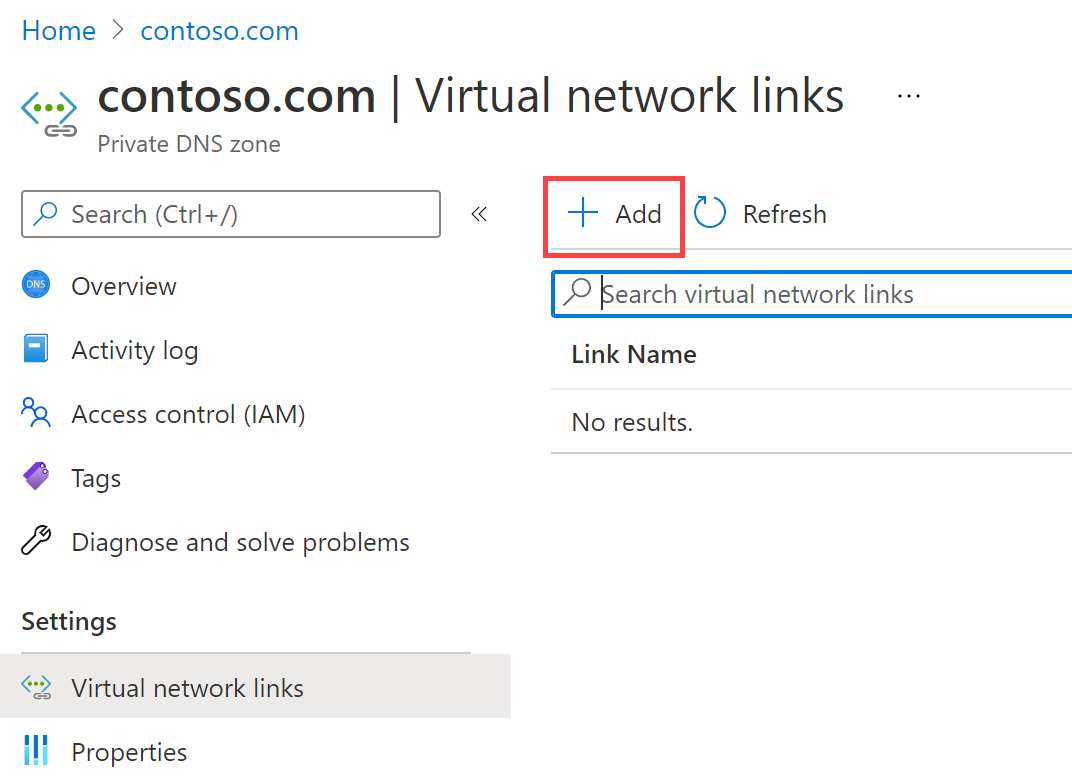 Home > contoso.com
contoso.com | Virtual network links ...
Private DNS zone
Search (Ctrl+/) «
+ Add Refresh
Search virtual network links
Link Name
No results.
DNS Overview
Activity log
Access control (IAM)
Tags
Diagnose and solve problems
Settings
Virtual network links
Properties